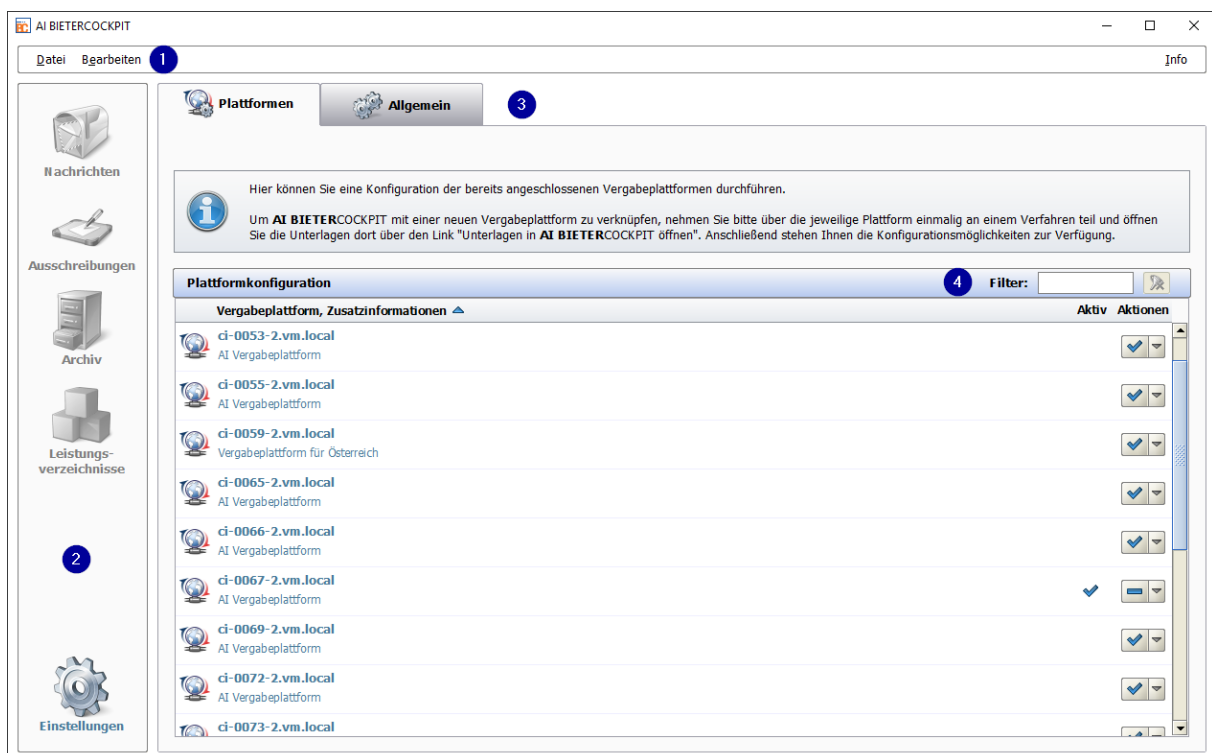 AI BIETERCOCKPIT
Datei Bearbeiten 1 Info
Plattformen Allgemein 3
Nachrichten
Ausschreibungen
Archiv
Leistungs-
verzeichnisse
2
Einstellungen
Hier können Sie eine Konfiguration der bereits angeschlossenen Vergabeplattformen durchführen.
Um AI BIETERCOCKPIT mit einer neuen Vergabeplattform zu verknüpfen, nehmen Sie bitte über die jeweilige Plattform einmalig an einem Verfahren teil und öffnen
Sie die Unterlagen dort über den Link "Unterlagen in AI BIETERCOCKPIT öffnen". Anschließend stehen Ihnen die Konfigurationsmöglichkeiten zur Verfügung.
Plattformkonfiguration 4 Filter:
Vergabeplattform, Zusatzinformationen Aktiv Aktionen
ci-0053-2.vm.local
AI Vergabeplattform
ci-0055-2.vm.local
AI Vergabeplattform
ci-0059-2.vm.local
Vergabeplattform für Österreich
ci-0065-2.vm.local
AI Vergabeplattform
ci-0066-2.vm.local
AI Vergabeplattform
ci-0067-2.vm.local
AI Vergabeplattform
ci-0069-2.vm.local
AI Vergabeplattform
ci-0072-2.vm.local
AI Vergabeplattform
ci-0073-2.vm.local